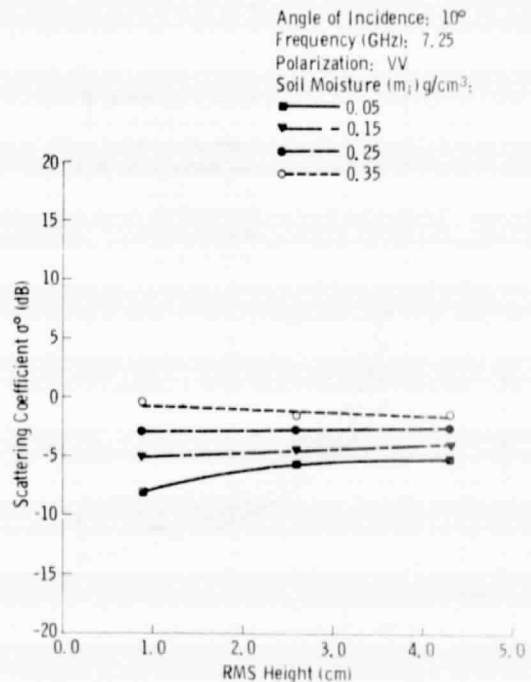 Angle of Incidence: 10°
Frequency (GHz): 7.25
Polarization: VV
Soil Moisture (mᵢ) g/cm³:
0.05
0.15
0.25
0.35
20
15
10
5
0
-5
-10
-15
-20
Scattering Coefficient σ° (dB)
0.0 1.0 2.0 3.0 4.0 5.0
RMS Height (cm)